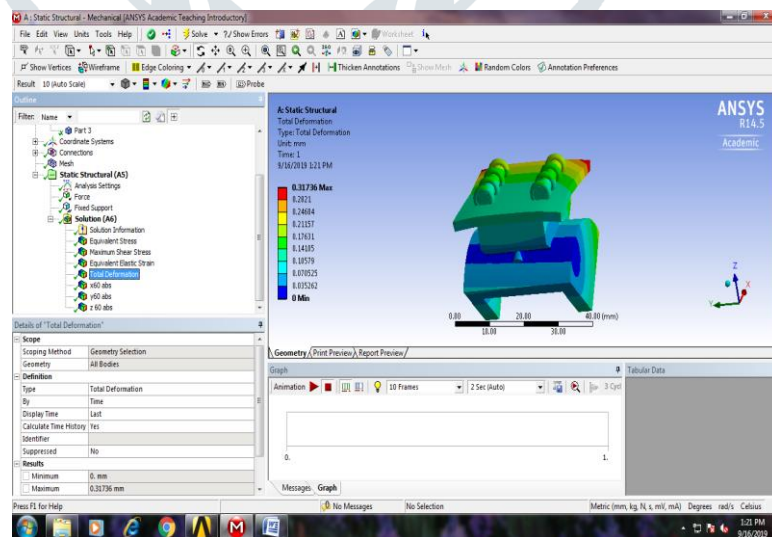 A : Static Structural - Mechanical [ANSYS Academic Teaching Introductory]
File Edit View Units Tools Help Solve ?/Show Errors Worksheet
Show Vertices Wireframe Edge Coloring Thicken Annotations Show Mesh Random Colors Annotation Preferences
Result 10 (Auto Scale) Probe
Outline
Filter: Name
Part 3
Coordinate Systems
Connections
Mesh
Static Structural (A5)
Analysis Settings
Force
Fixed Support
Solution (A6)
Solution Information
Equivalent Stress
Maximum Shear Stress
Equivalent Elastic Strain
Total Deformation
x60 abs
y60 abs
z 60 abs
Details of "Total Deformation"
Scope
Scoping Method Geometry Selection
Geometry All Bodies
Definition
Type Total Deformation
By Time
Display Time Last
Calculate Time History Yes
Identifier
Suppressed No
Results
Minimum 0. mm
Maximum 0.31736 mm
A: Static Structural
Total Deformation
Type: Total Deformation
Unit: mm
Time: 1
9/16/2019 1:21 PM
0.31736 Max
0.2821
0.24684
0.21157
0.17631
0.14105
0.10579
0.070525
0.035262
0 Min
ANSYS
R14.5
Academic
Z
X
Y
0.00 20.00 40.00 (mm)
10.00 30.00
Geometry Print Preview Report Preview
Graph
Animation 10 Frames 2 Sec (Auto) 3 Cycl
0. 1.
Messages Graph
Tabular Data
Press F1 for Help No Messages No Selection Metric (mm, kg, N, s, mV, mA) Degrees rad/s Celsius
1:21 PM
9/16/2019